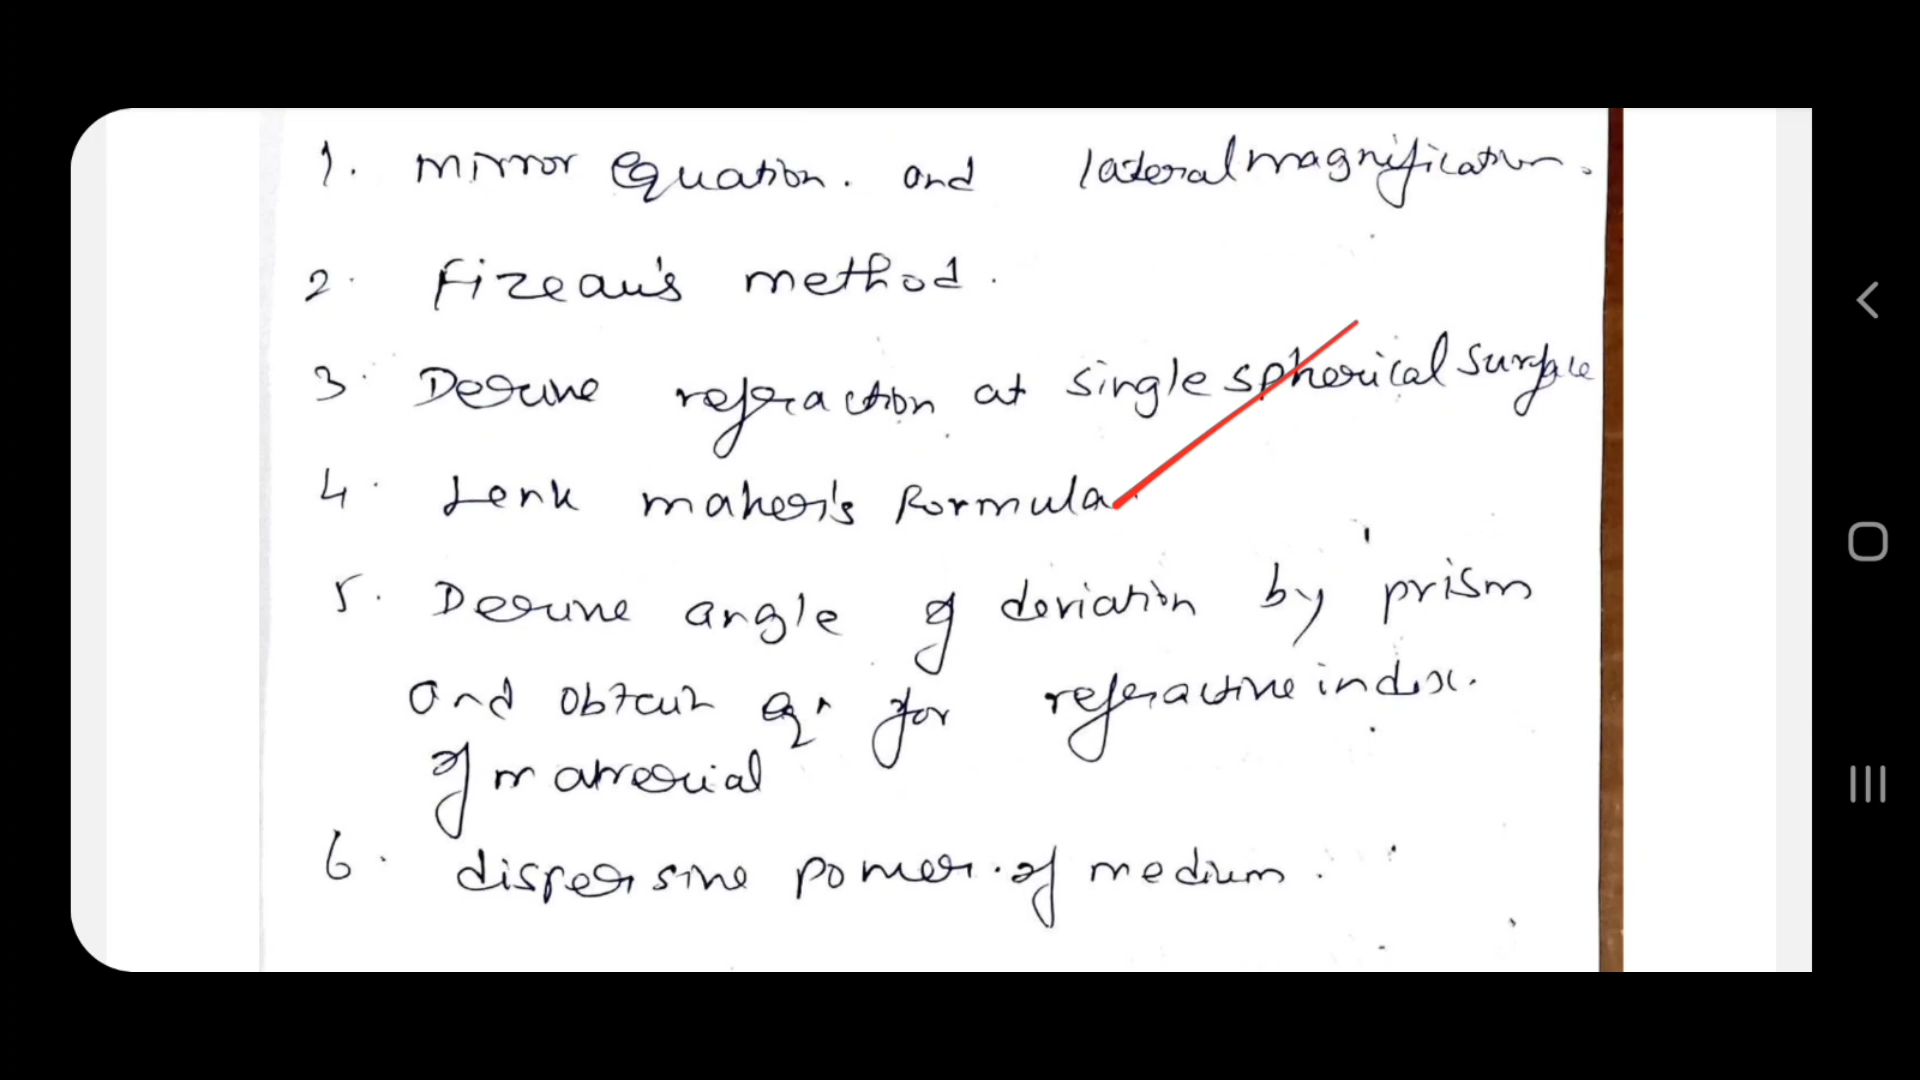 1. Mirror Equation. and lateral magnification.
2. Fizeau's method.
3. Derive refraction at single spherical surface
4. Lenk maker's formula.
5. Derive angle of deviation by prism
and obtain eqn for refractive index.
of material
6. dispersive power. of medium.